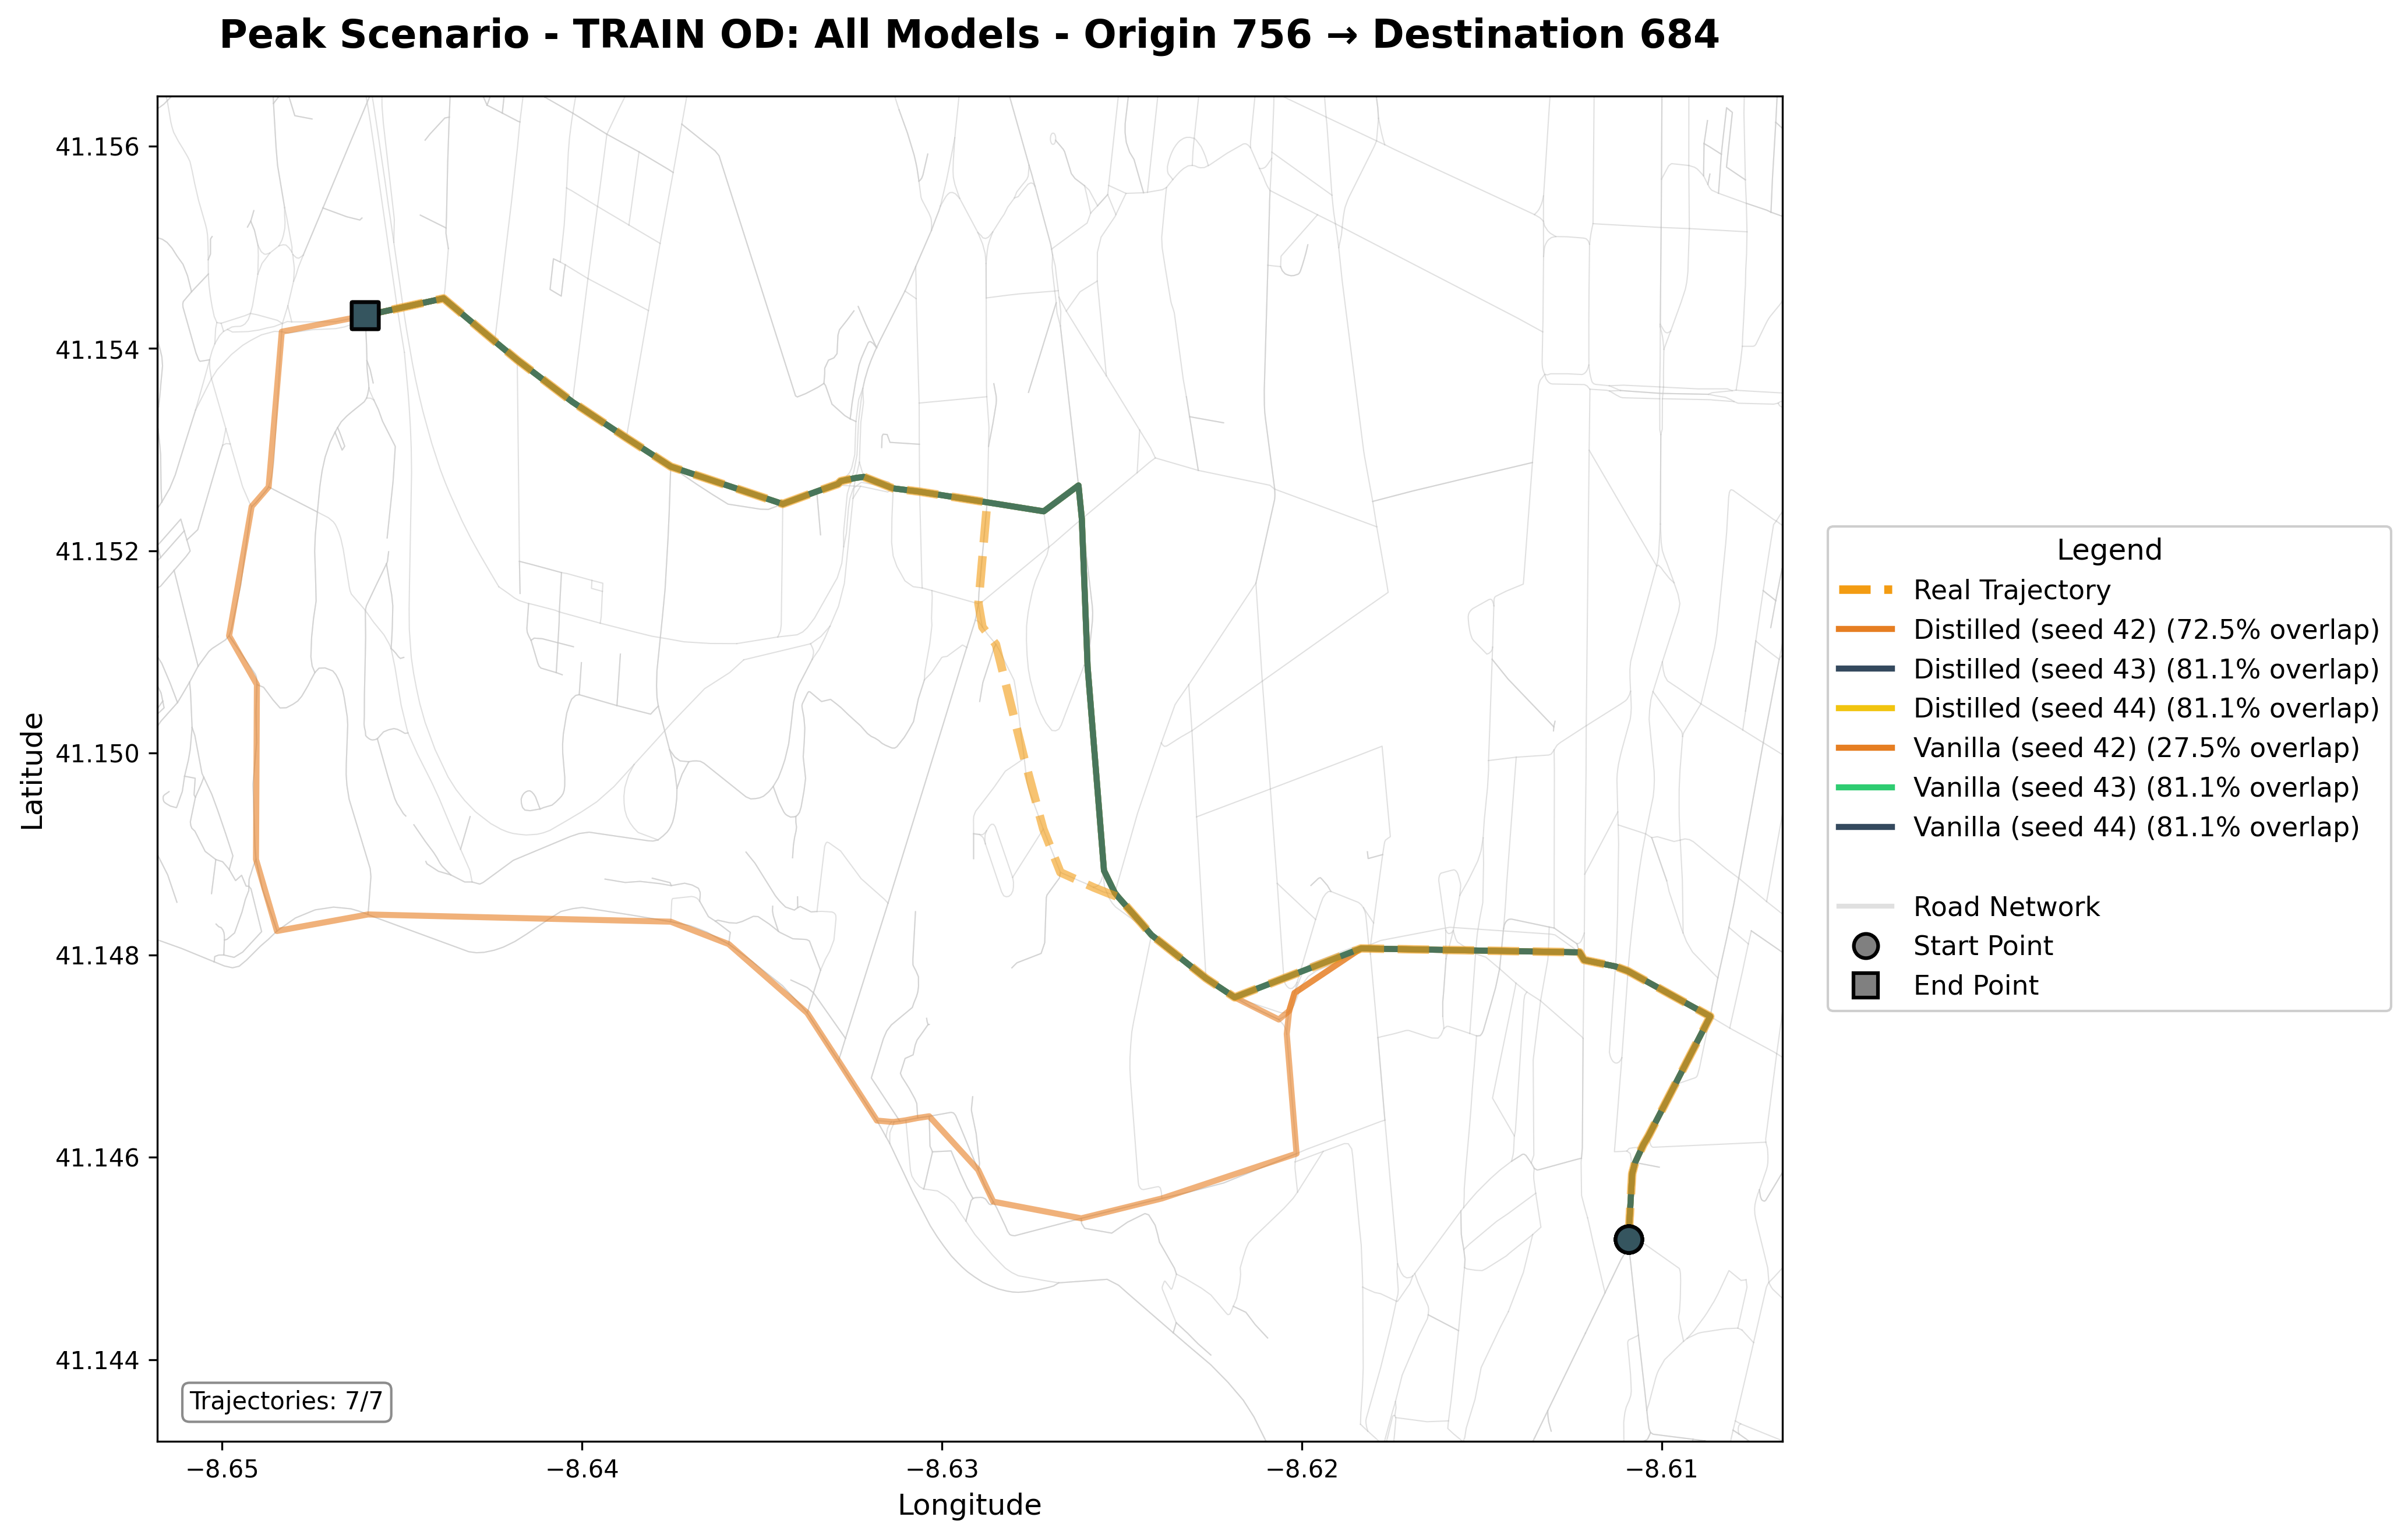 Peak Scenario - TRAIN OD: All Models - Origin 756 → Destination 684
41.156
41.154
41.152
41.150
41.148
41.146
41.144
Latitude
−8.65
−8.64
−8.63
−8.62
−8.61
Longitude
Trajectories: 7/7
Legend
Real Trajectory
Distilled (seed 42) (72.5% overlap)
Distilled (seed 43) (81.1% overlap)
Distilled (seed 44) (81.1% overlap)
Vanilla (seed 42) (27.5% overlap)
Vanilla (seed 43) (81.1% overlap)
Vanilla (seed 44) (81.1% overlap)
Road Network
Start Point
End Point